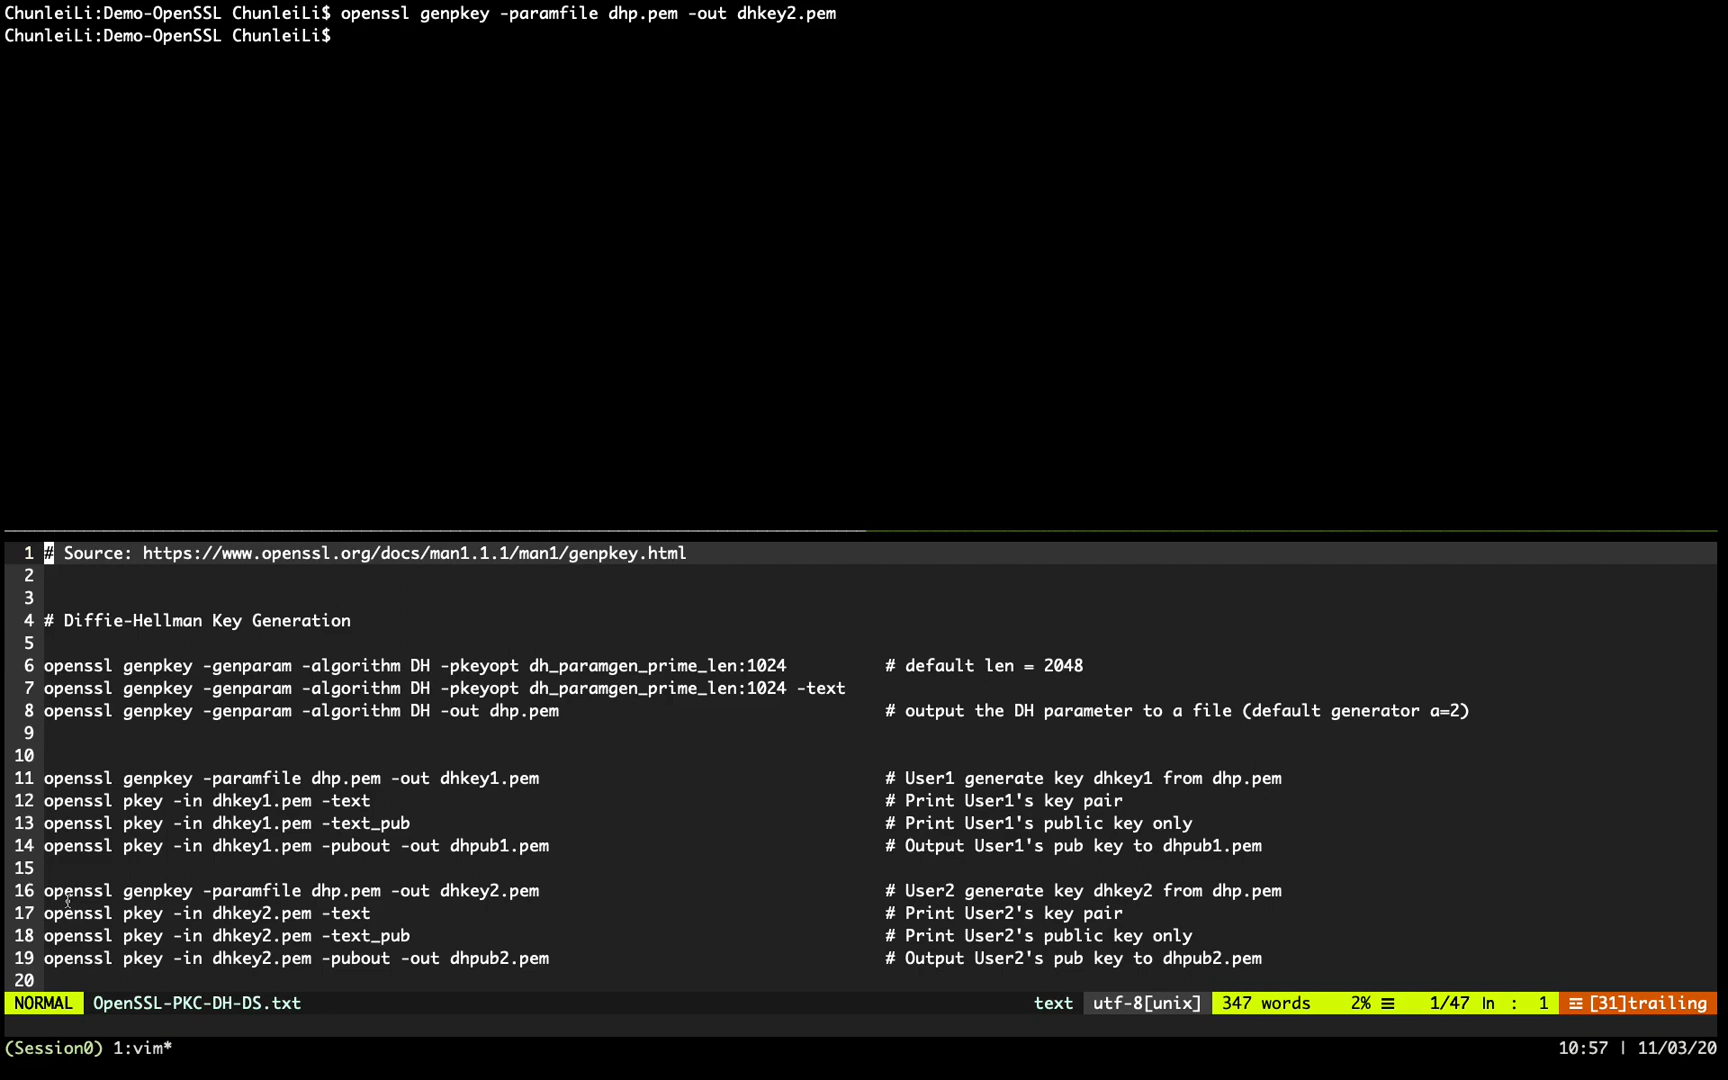 ChunleiLi:Demo-OpenSSL ChunleiLi$ openssl genpkey -paramfile dhp.pem -out dhkey2.pem
ChunleiLi:Demo-OpenSSL ChunleiLi$
1 # Source: https://www.openssl.org/docs/man1.1.1/man1/genpkey.html
2
3
4 # Diffie-Hellman Key Generation
5
6 openssl genpkey -genparam -algorithm DH -pkeyopt dh_paramgen_prime_len:1024 # default len = 2048
7 openssl genpkey -genparam -algorithm DH -pkeyopt dh_paramgen_prime_len:1024 -text
8 openssl genpkey -genparam -algorithm DH -out dhp.pem # output the DH parameter to a file (default generator a=2)
9
10
11 openssl genpkey -paramfile dhp.pem -out dhkey1.pem # User1 generate key dhkey1 from dhp.pem
12 openssl pkey -in dhkey1.pem -text # Print User1's key pair
13 openssl pkey -in dhkey1.pem -text_pub # Print User1's public key only
14 openssl pkey -in dhkey1.pem -pubout -out dhpub1.pem # Output User1's pub key to dhpub1.pem
15
16 openssl genpkey -paramfile dhp.pem -out dhkey2.pem # User2 generate key dhkey2 from dhp.pem
17 openssl pkey -in dhkey2.pem -text # Print User2's key pair
18 openssl pkey -in dhkey2.pem -text_pub # Print User2's public key only
19 openssl pkey -in dhkey2.pem -pubout -out dhpub2.pem # Output User2's pub key to dhpub2.pem
20
NORMAL OpenSSL-PKC-DH-DS.txt text utf-8[unix] 347 words 2% ☰ 1/47 ln : 1 ☲ [31]trailing
(Session0) 1:vim* 10:57 | 11/03/20